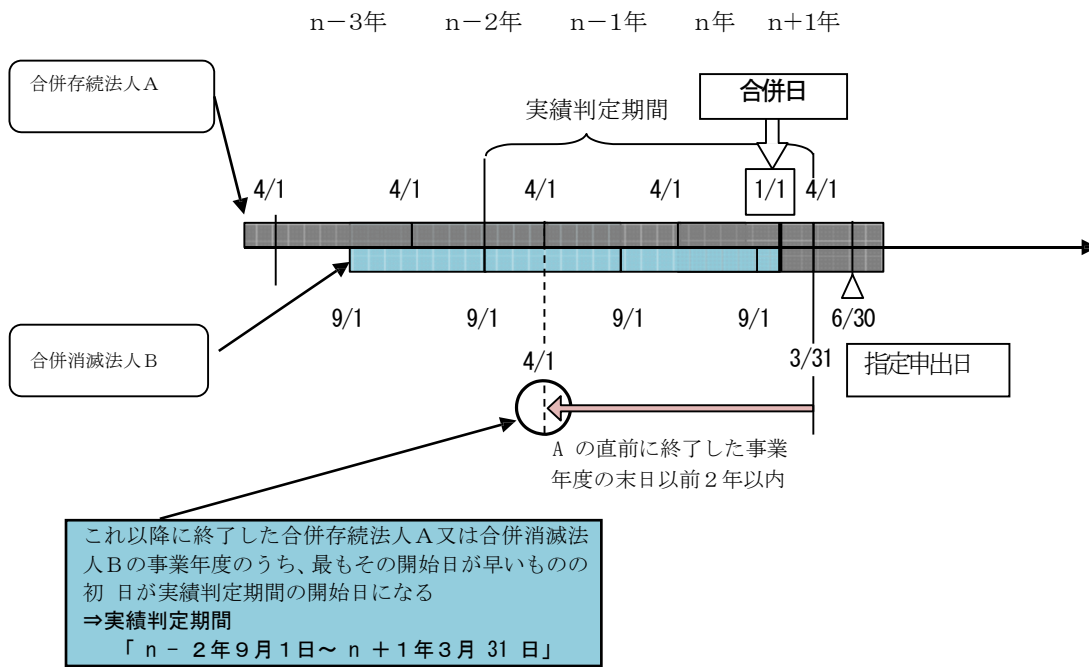 n－3年　n－2年　n－1年　n年　n＋1年
合併存続法人Ａ
合併日
実績判定期間
4/1　4/1　4/1　4/1　1/1　4/1
9/1　9/1　9/1　9/1　6/30
合併消滅法人Ｂ
4/1　3/31
指定申出日
Ａ の直前に終了した事業
年度の末日以前２年以内
これ以降に終了した合併存続法人Ａ又は合併消滅法
人Ｂの事業年度のうち、最もその開始日が早いものの
初 日が実績判定期間の開始日になる
⇒実績判定期間
「 ｎ－ ２年９月１日～ ｎ ＋１年３月 31 日」